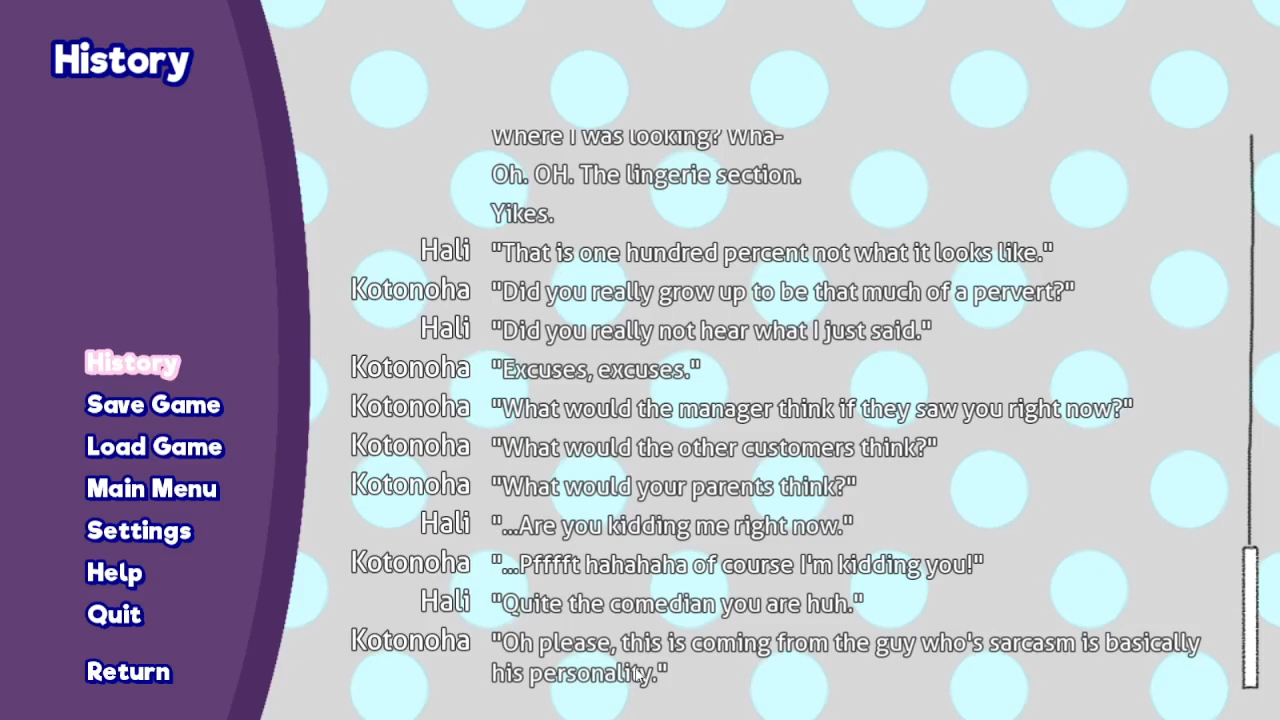 History
Where I was looking? Wha-
Oh. OH. The lingerie section.
Yikes.
Hali "That is one hundred percent not what it looks like."
Kotonoha "Did you really grow up to be that much of a pervert?"
Hali "Did you really not hear what I just said."
Kotonoha "Excuses, excuses."
Kotonoha "What would the manager think if they saw you right now?"
Kotonoha "What would the other customers think?"
Kotonoha "What would your parents think?"
Hali "...Are you kidding me right now."
Kotonoha "...Pfffft hahahaha of course I'm kidding you!"
Hali "Quite the comedian you are huh."
Kotonoha "Oh please, this is coming from the guy who's sarcasm is basically
his personality."
History
Save Game
Load Game
Main Menu
Settings
Help
Quit
Return